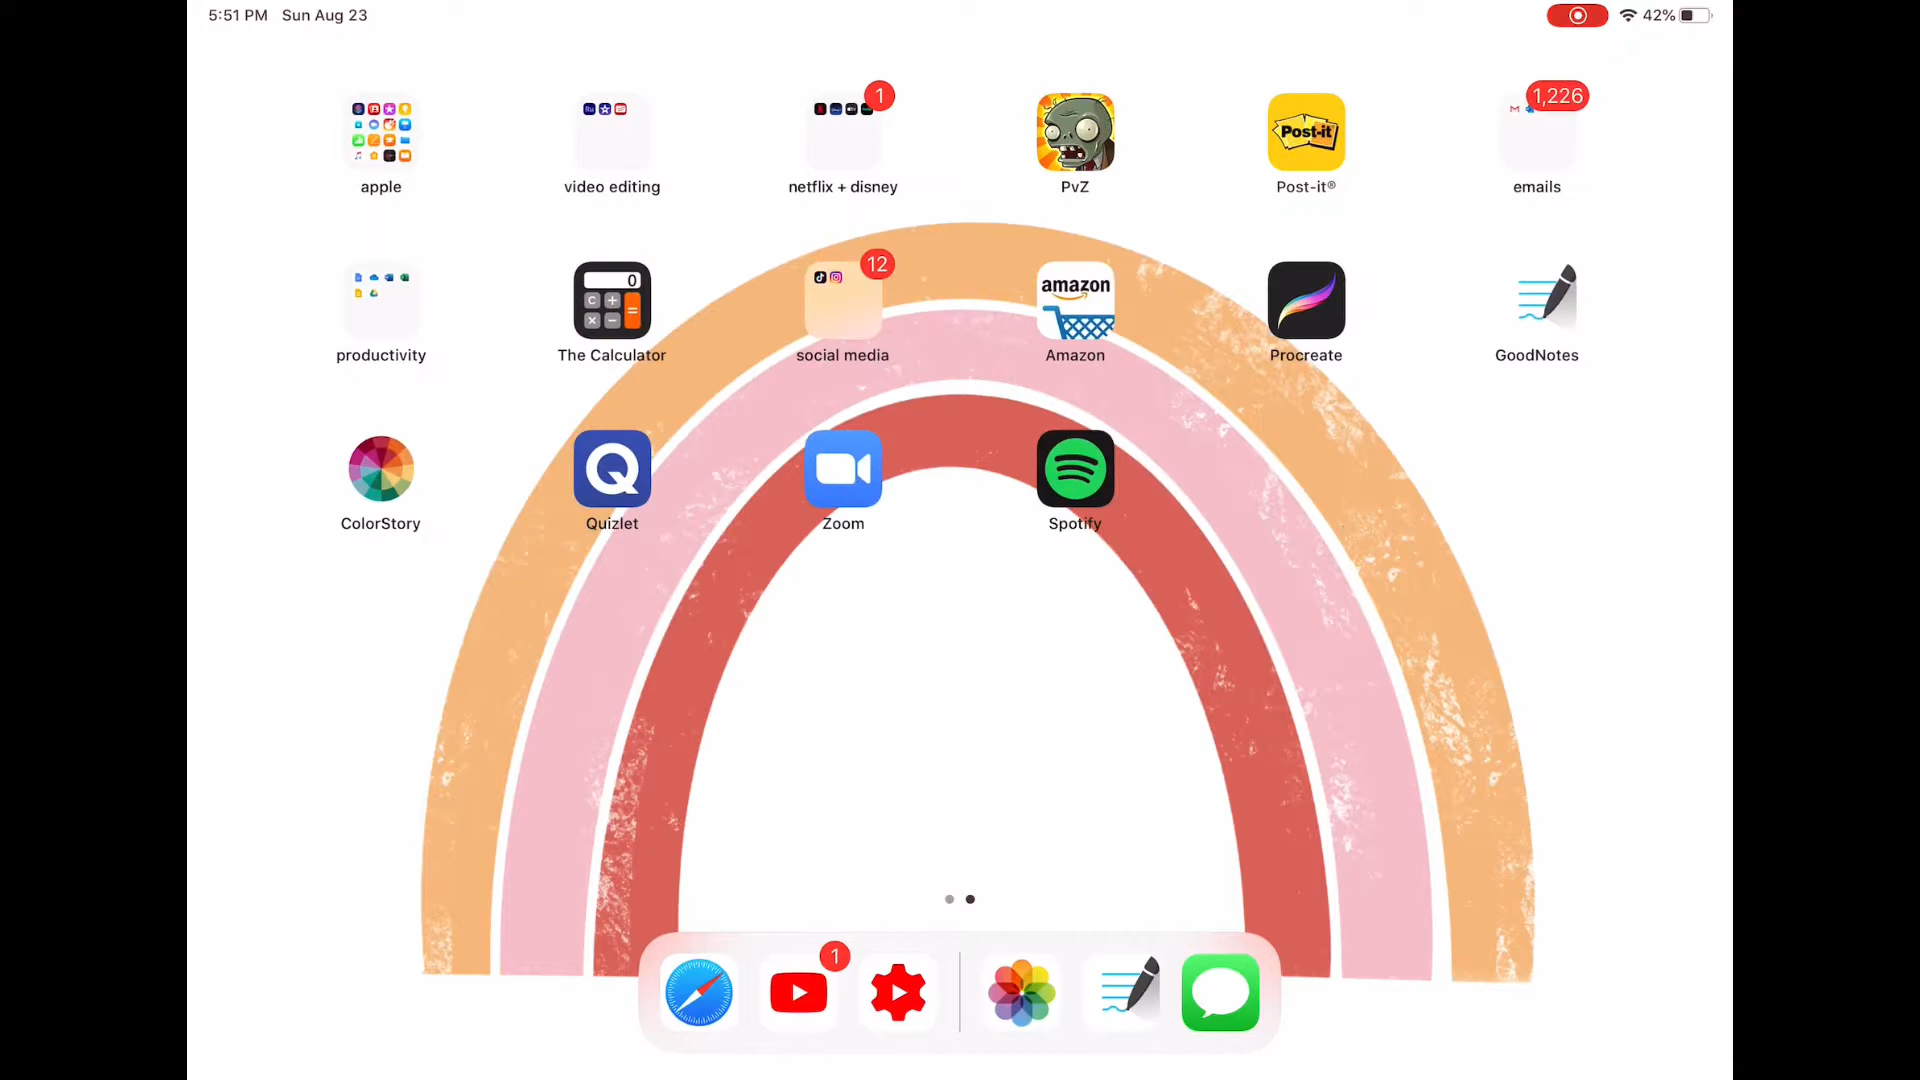 5:51 PM Sun Aug 23
42%
1
1,226
Post-it
apple
video editing
netflix + disney
PvZ
Post-it®
emails
12
0
C
amazon
productivity
The Calculator
social media
Amazon
Procreate
GoodNotes
ColorStory
Quizlet
Zoom
Spotify
1